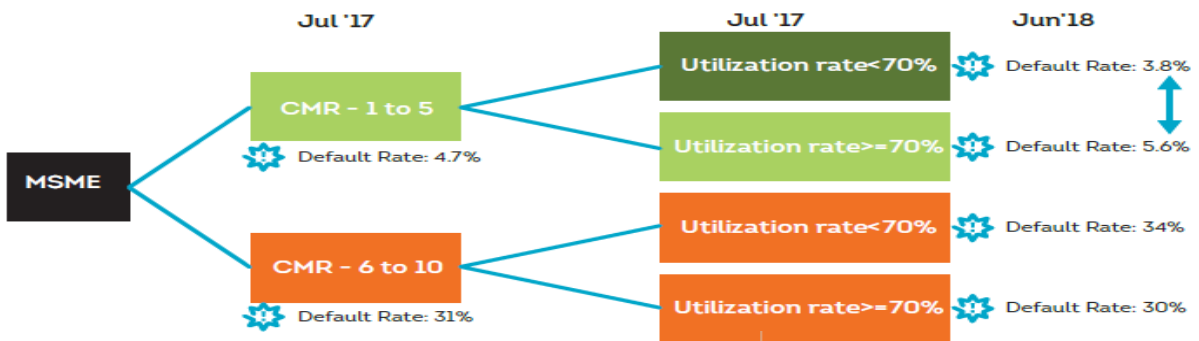 Jul '17
Jul '17
Jun'18
Utilization rate<70%
Default Rate: 3.8%
CMR - 1 to 5
Default Rate: 4.7%
Utilization rate>=70%
Default Rate: 5.6%
MSME
Utilization rate<70%
Default Rate: 34%
CMR - 6 to 10
Default Rate: 31%
Utilization rate>=70%
Default Rate: 30%